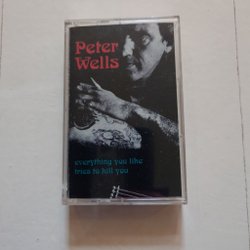 Peter
Wells
everything you like
tries to kill you